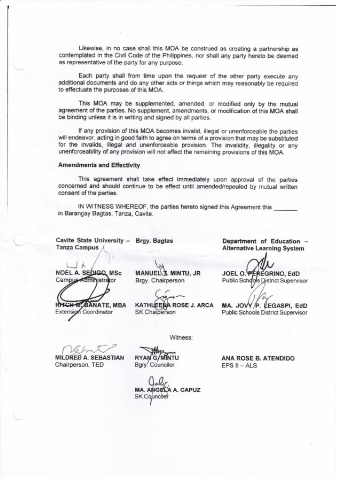 Likewise, in no case shall this MOA be construed as creating a partnership as
contemplated in the Civil Code of the Philippines, nor shall any party hereto be deemed
as representative of the party for any purpose.
Each party shall from time upon the request of the other party execute any
additional documents and do any other acts or things which may reasonably be required
to effectuate the purposes of this MOA.
This MOA may be supplemented, amended, or modified only by the mutual
agreement of the parties. No supplement, amendments, or modification of this MOA shall
be binding unless it is in writing and signed by all parties.
If any provision of this MOA becomes invalid, illegal or unenforceable the parties
will endeavor, acting in good faith to agree on terms of a provision that may be substituted
for the invalids, illegal and unenforceable provision. The invalidity, illegality or any
unenforceability of any provision will not affect the remaining provisions of this MOA.
Amendments and Effectivity
This agreement shall take effect immediately upon approval of the parties
concerned and should continue to be effect until amended/repealed by mutual written
consent of the parties.
IN WITNESS WHEREOF, the parties hereto signed this Agreement this ______
in Barangay Bagtas, Tanza, Cavite.
Cavite State University – Brgy. Bagtas Department of Education –
Tanza Campus Alternative Learning System
NOEL A. SEDIGO, MSc MANUEL S. MINTU, JR JOEL O. PEREGRINO, EdD
Campus Administrator Brgy. Chairperson Public Schools District Supervisor
BANATE, MBA KATHLEENA ROSE J. ARCA MA. JOVY P. LEGASPI, EdD
Extension Coordinator SK Chairperson Public Schools District Supervisor
Witness:
MILDRED A. SEBASTIAN RYAN G. MINTU ANA ROSE B. ATENDIDO
Chairperson, TED Brgy. Councilor EPS II – ALS
MA. ANGELA A. CAPUZ
SK Councilor